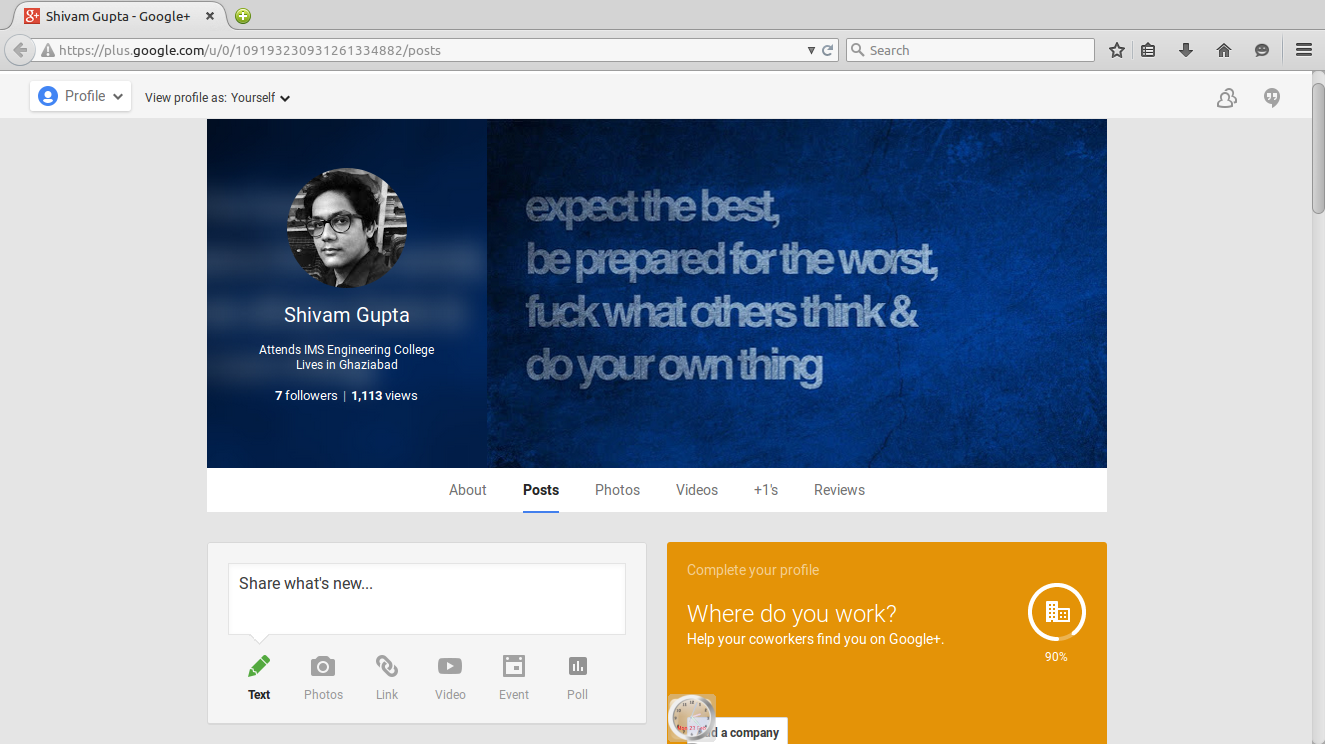 Shivam Gupta - Google+
https://plus.google.com/u/0/109193230931261334882/posts
Search
Profile
View profile as: Yourself
expect the best,
be prepared for the worst,
fuck what others think &
do your own thing
Shivam Gupta
Attends IMS Engineering College
Lives in Ghaziabad
7 followers | 1,113 views
About Posts Photos Videos +1's Reviews
Share what's new...
Text Photos Link Video Event Poll
Complete your profile
Where do you work?
Help your coworkers find you on Google+.
90%
a company